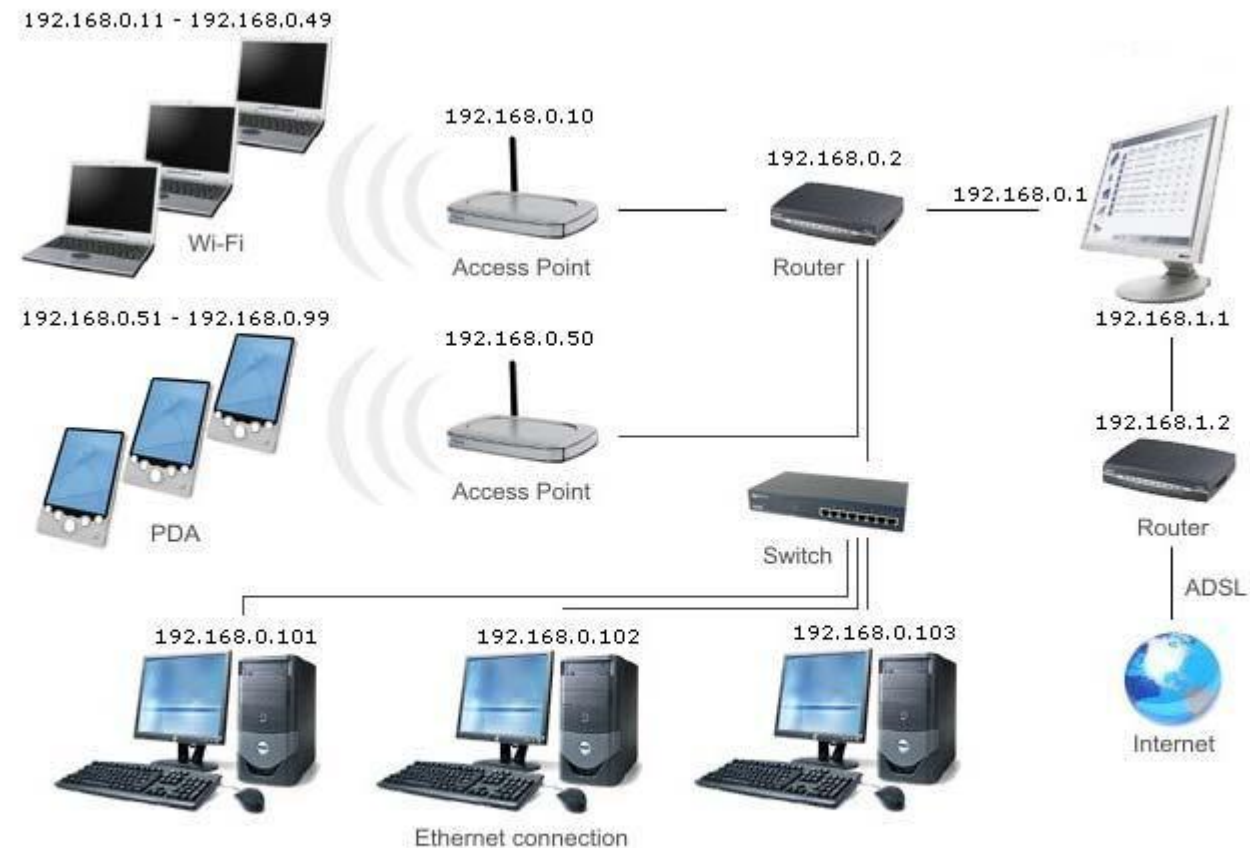 192.168.0.11 - 192.168.0.49
192.168.0.10
192.168.0.2
192.168.0.1
Wi-Fi
Access Point
Router
192.168.0.51 - 192.168.0.99
192.168.0.50
192.168.1.1
192.168.1.2
PDA
Access Point
Router
Switch
ADSL
192.168.0.101
192.168.0.102
192.168.0.103
Internet
Ethernet connection